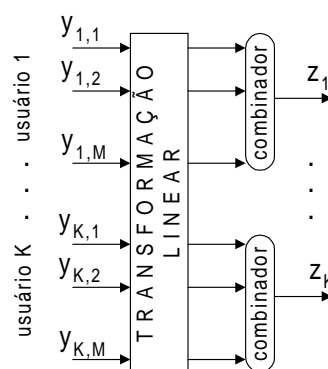 usuário 1
. . .
usuário K
y1,1
y1,2
y1,M
yK,1
yK,2
yK,M
TRANSFORMAÇÃO
LINEAR
combinador
combinador
z1
. . .
zK